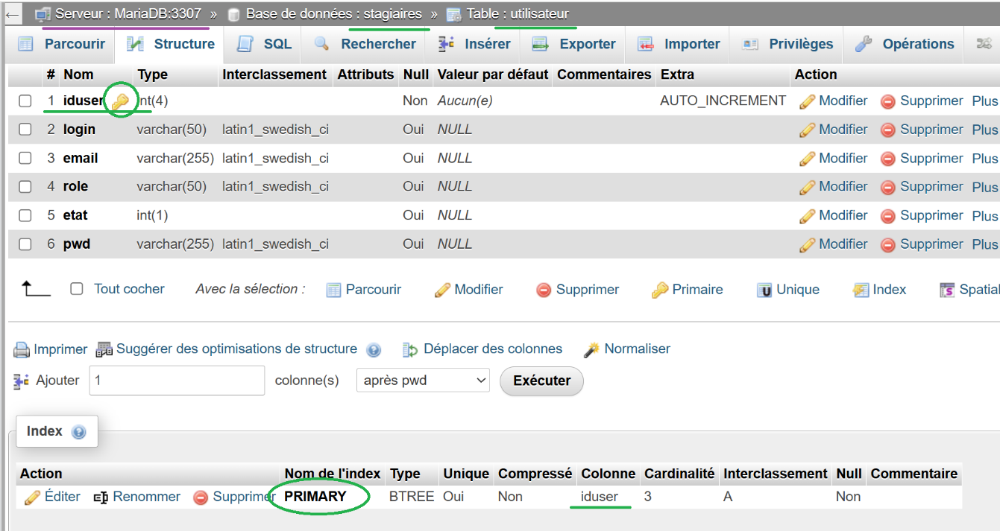 Serveur : MariaDB:3307 » Base de données : stagiaires » Table : utilisateur
Parcourir Structure SQL Rechercher Insérer Exporter Importer Privilèges Opérations
# Nom Type Interclassement Attributs Null Valeur par défaut Commentaires Extra Action
1 iduser int(4) Non Aucun(e) AUTO_INCREMENT Modifier Supprimer Plus
2 login varchar(50) latin1_swedish_ci Oui NULL Modifier Supprimer Plus
3 email varchar(255) latin1_swedish_ci Oui NULL Modifier Supprimer Plus
4 role varchar(50) latin1_swedish_ci Oui NULL Modifier Supprimer Plus
5 etat int(1) Oui NULL Modifier Supprimer Plus
6 pwd varchar(255) latin1_swedish_ci Oui NULL Modifier Supprimer Plus
Tout cocher Avec la sélection : Parcourir Modifier Supprimer Primaire Unique Index Spatial
Imprimer Suggérer des optimisations de structure Déplacer des colonnes Normaliser
Ajouter 1 colonne(s) après pwd Exécuter
Index
Action Nom de l'index Type Unique Compressé Colonne Cardinalité Interclassement Null Commentaire
Éditer Renommer Supprimer PRIMARY BTREE Oui Non iduser 3 A Non